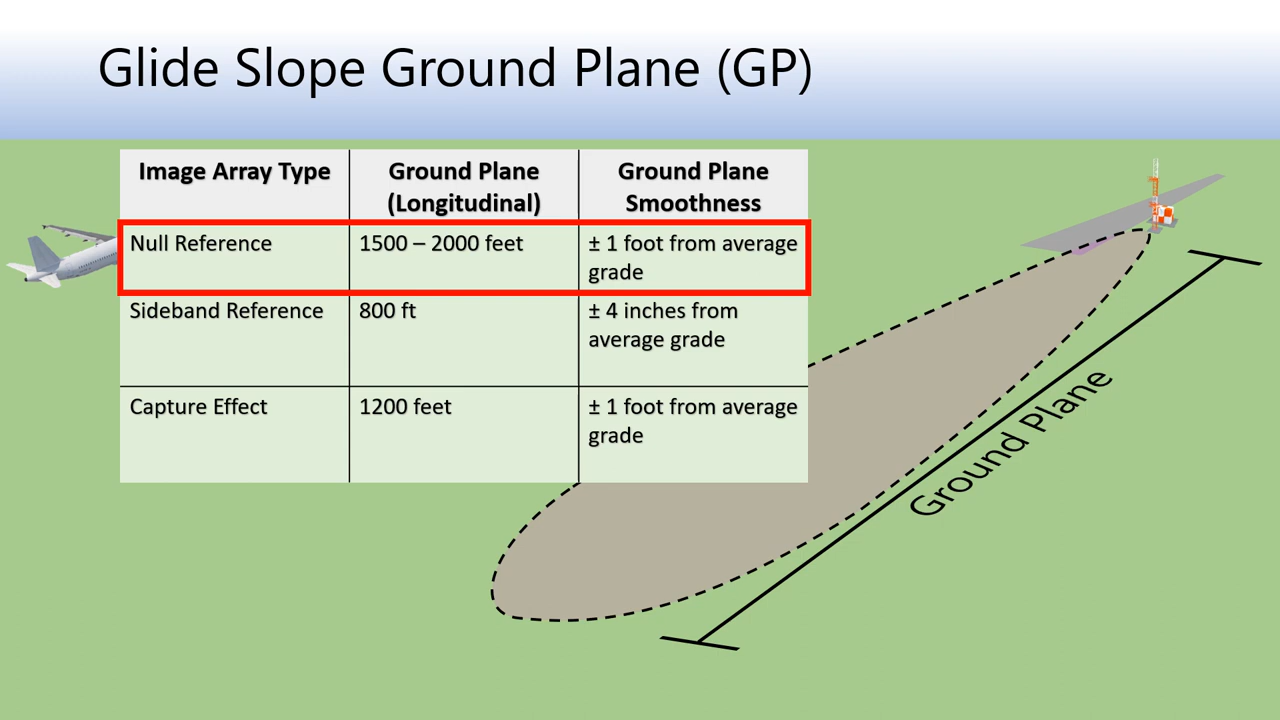 Glide Slope Ground Plane (GP)
Image Array Type
Ground Plane
(Longitudinal)
Ground Plane
Smoothness
Null Reference
1500 – 2000 feet
± 1 foot from average
grade
Sideband Reference
800 ft
± 4 inches from
average grade
Capture Effect
1200 feet
± 1 foot from average
grade
Ground Plane